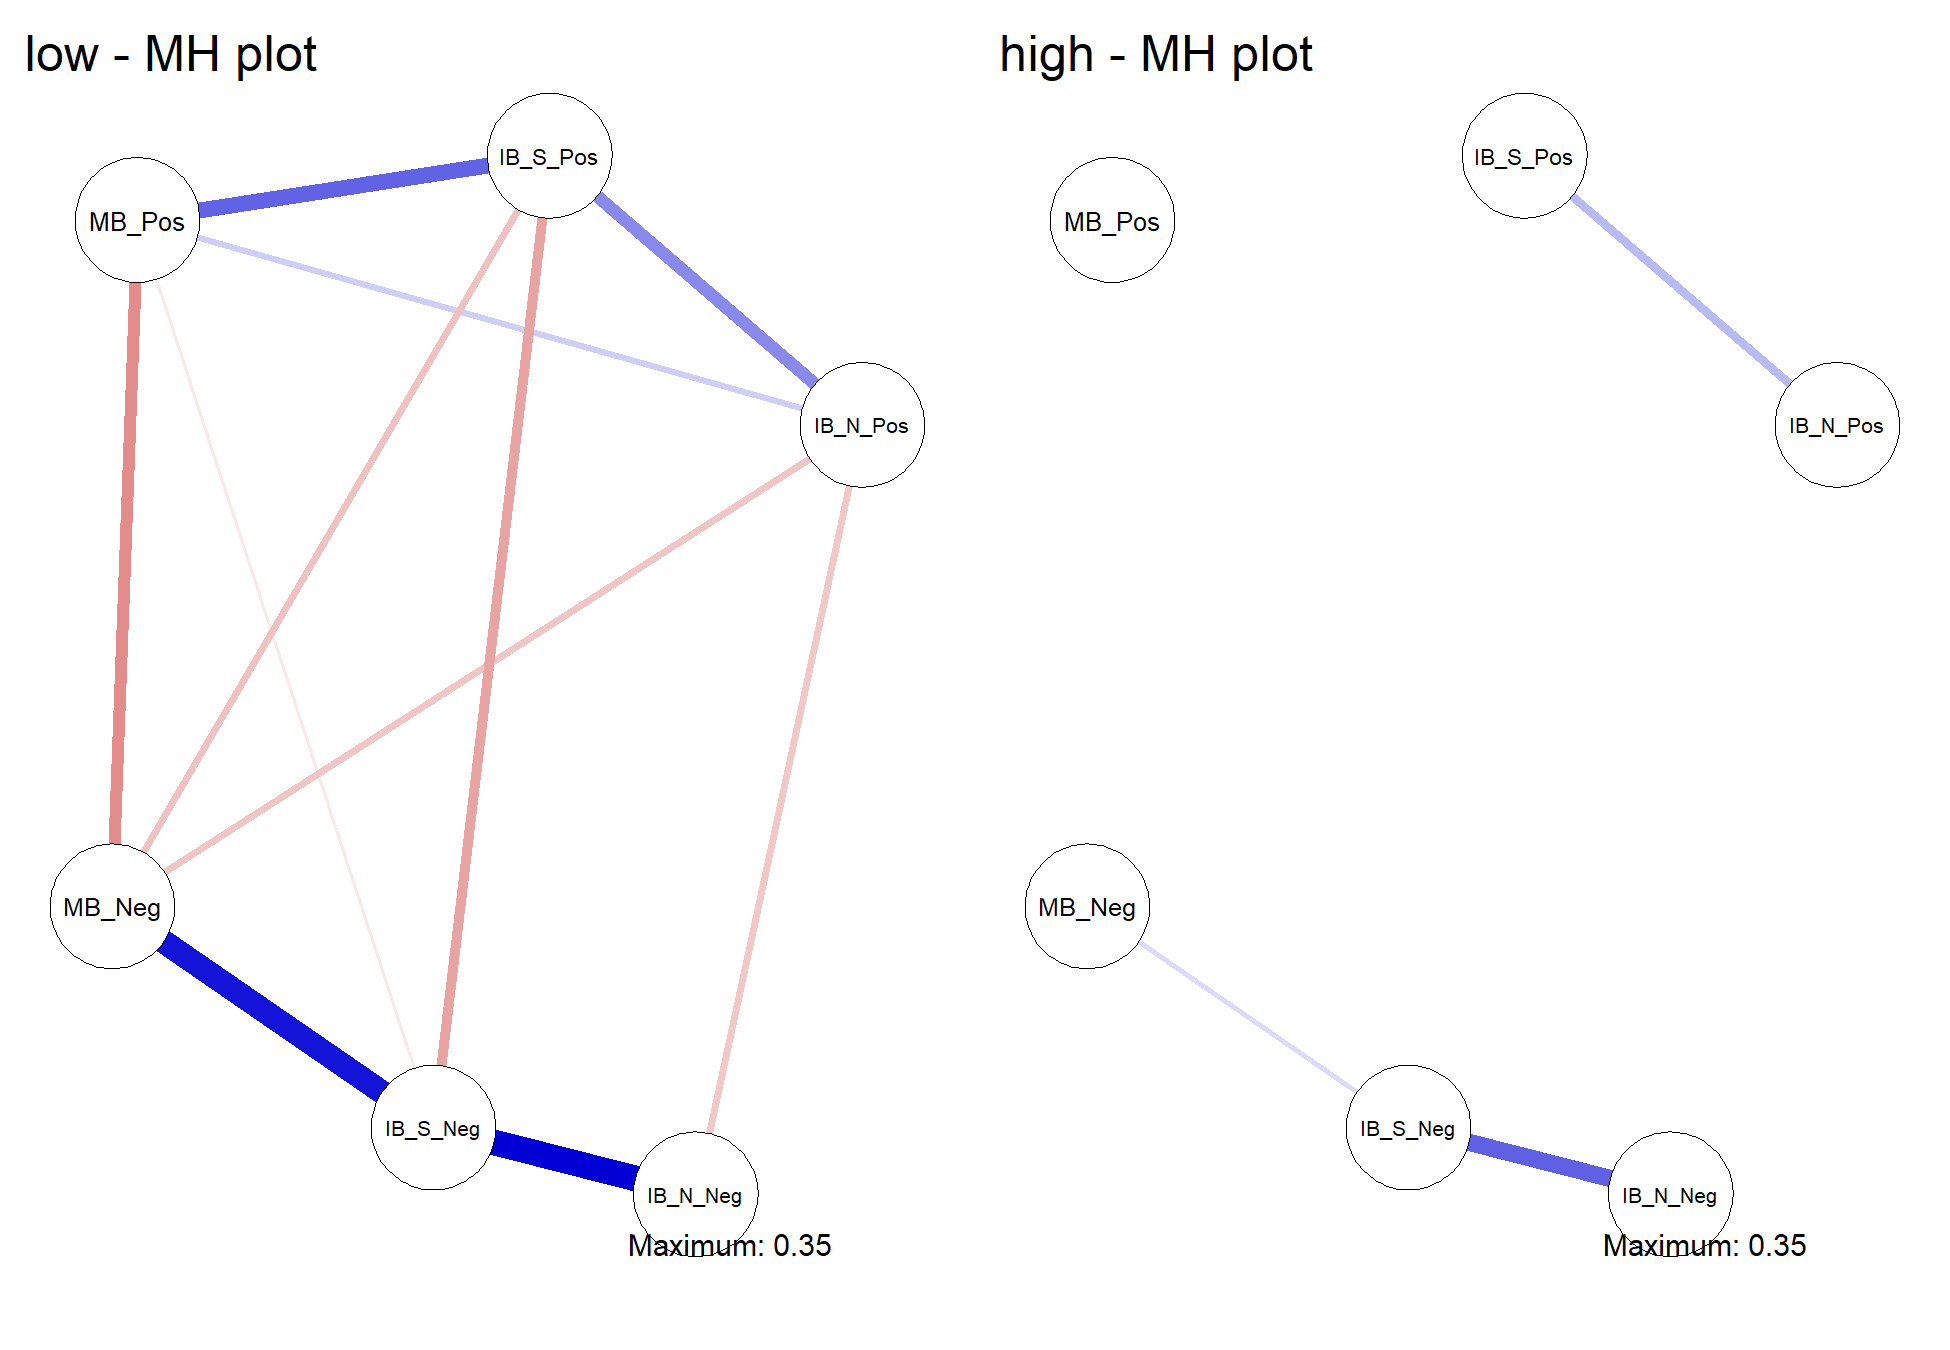 low - MH plot
IB_S_Pos
MB_Pos
IB_N_Pos
MB_Neg
IB_S_Neg
IB_N_Neg
Maximum: 0.35
high - MH plot
IB_S_Pos
MB_Pos
IB_N_Pos
MB_Neg
IB_S_Neg
IB_N_Neg
Maximum: 0.35